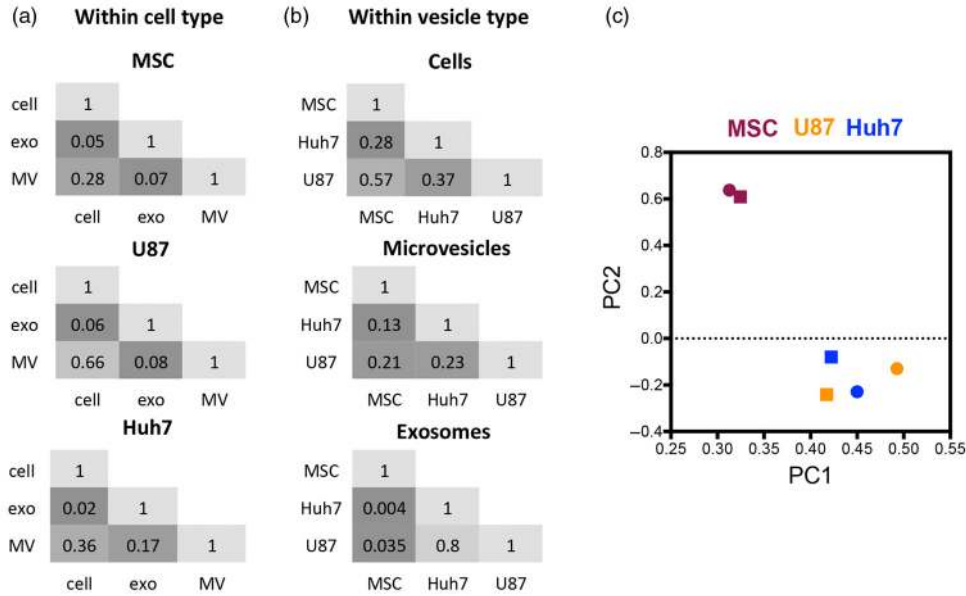 (a) Within cell type
MSC
cell 1
exo 0.05 1
MV 0.28 0.07 1
cell exo MV
U87
cell 1
exo 0.06 1
MV 0.66 0.08 1
cell exo MV
Huh7
cell 1
exo 0.02 1
MV 0.36 0.17 1
cell exo MV
(b) Within vesicle type
Cells
MSC 1
Huh7 0.28 1
U87 0.57 0.37 1
MSC Huh7 U87
Microvesicles
MSC 1
Huh7 0.13 1
U87 0.21 0.23 1
MSC Huh7 U87
Exosomes
MSC 1
Huh7 0.004 1
U87 0.035 0.8 1
MSC Huh7 U87
(c)
MSC U87 Huh7
0.8
0.6
0.4
0.2
0.0
–0.2
–0.4
PC2
0.25 0.30 0.35 0.40 0.45 0.50 0.55
PC1